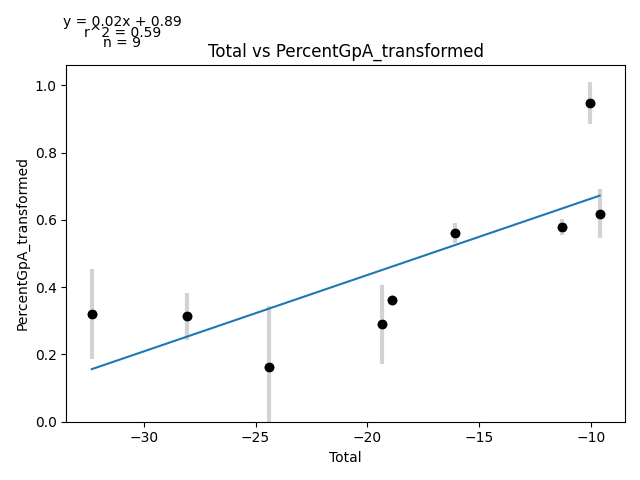 y = 0.02x + 0.89
r^2 = 0.59
n = 9
Total vs PercentGpA_transformed
PercentGpA_transformed
1.0
0.8
0.6
0.4
0.2
0.0
−30
−25
−20
−15
−10
Total